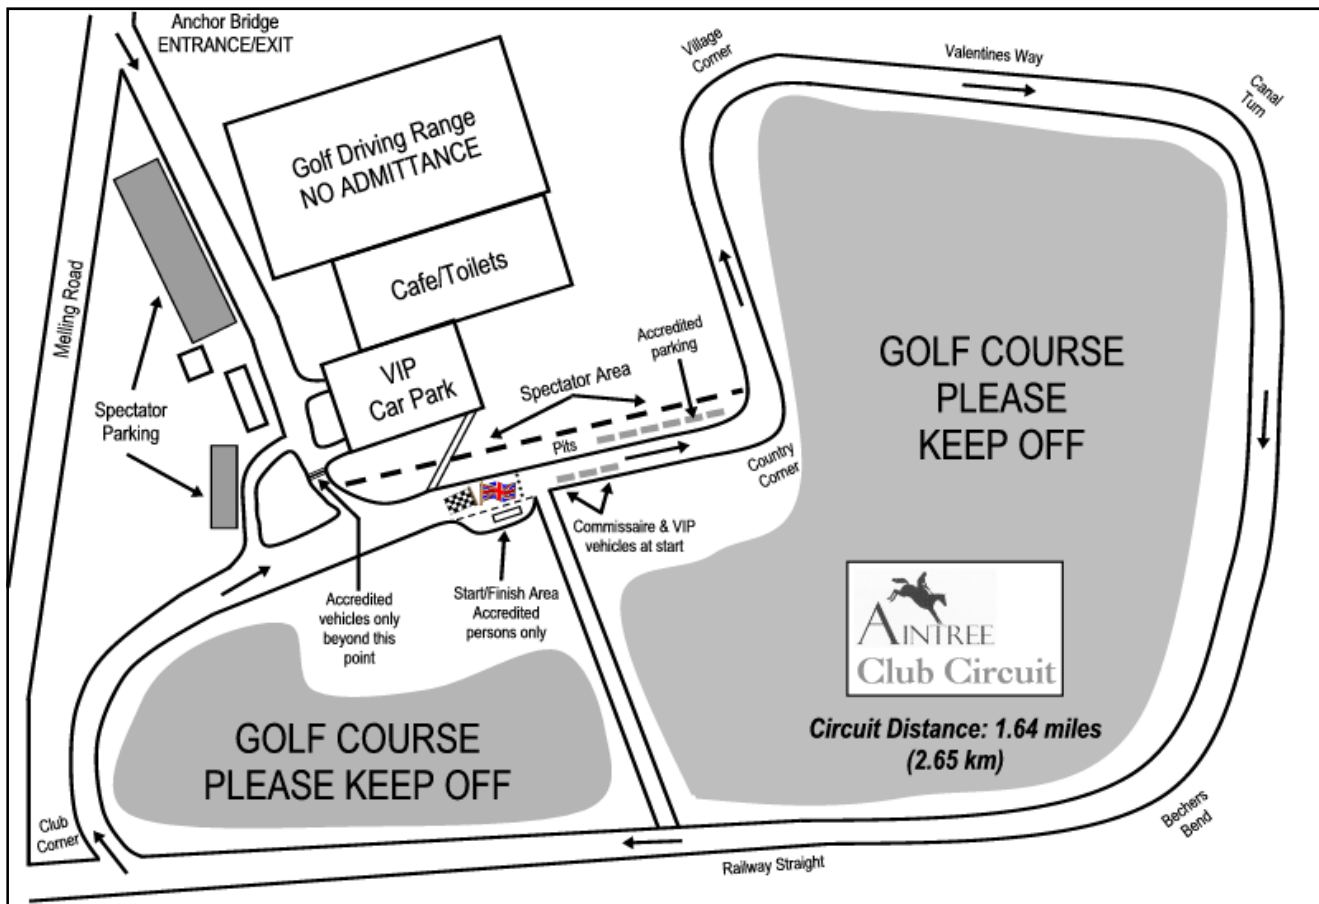 Anchor Bridge
ENTRANCE/EXIT
Village
Corner
Valentines Way
Canal
Turn
Golf Driving Range
NO ADMITTANCE
Cafe/Toilets
Melling Road
VIP
Car Park
Accredited
parking
Spectator Area
Spectator
Parking
Pits
Country
Corner
GOLF COURSE
PLEASE
KEEP OFF
Commissaire & VIP
vehicles at start
Accredited
vehicles only
beyond this
point
Start/Finish Area
Accredited
persons only
AINTREE
Club Circuit
Circuit Distance: 1.64 miles
(2.65 km)
GOLF COURSE
PLEASE KEEP OFF
Club
Corner
Bechers
Bend
Railway Straight